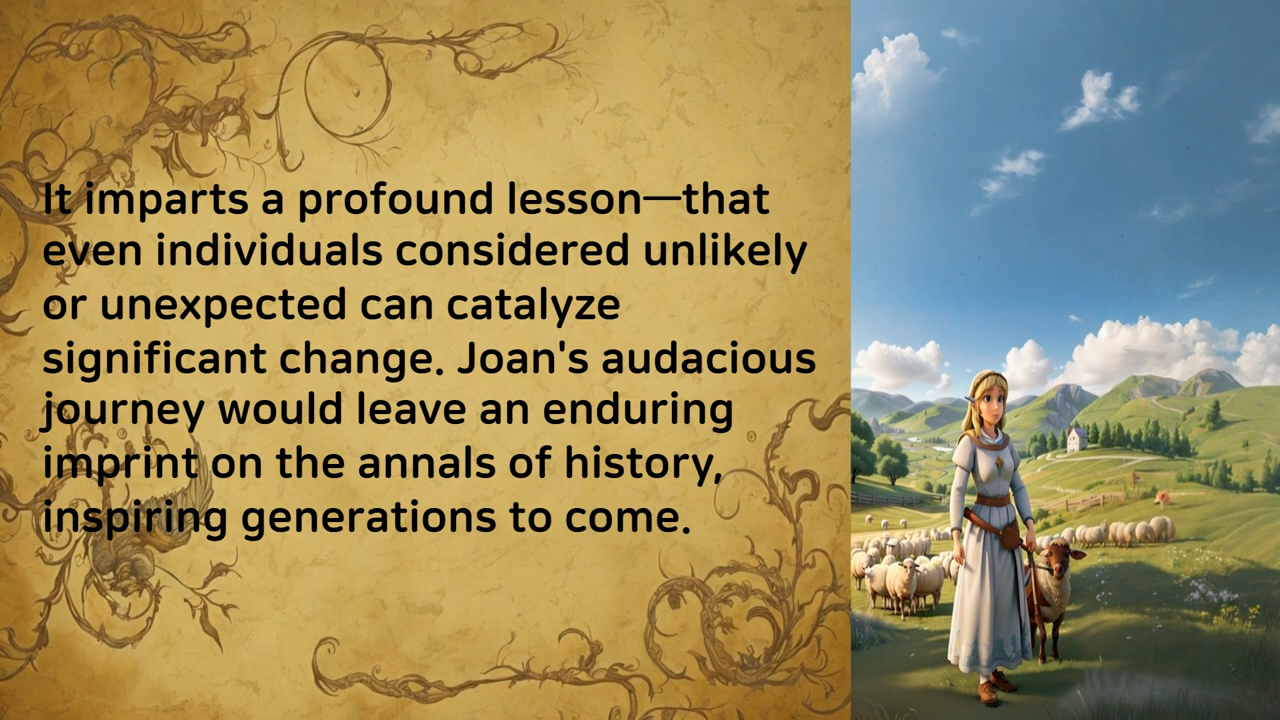 It imparts a profound lesson—that
even individuals considered unlikely
or unexpected can catalyze
significant change. Joan's audacious
journey would leave an enduring
imprint on the annals of history,
inspiring generations to come.